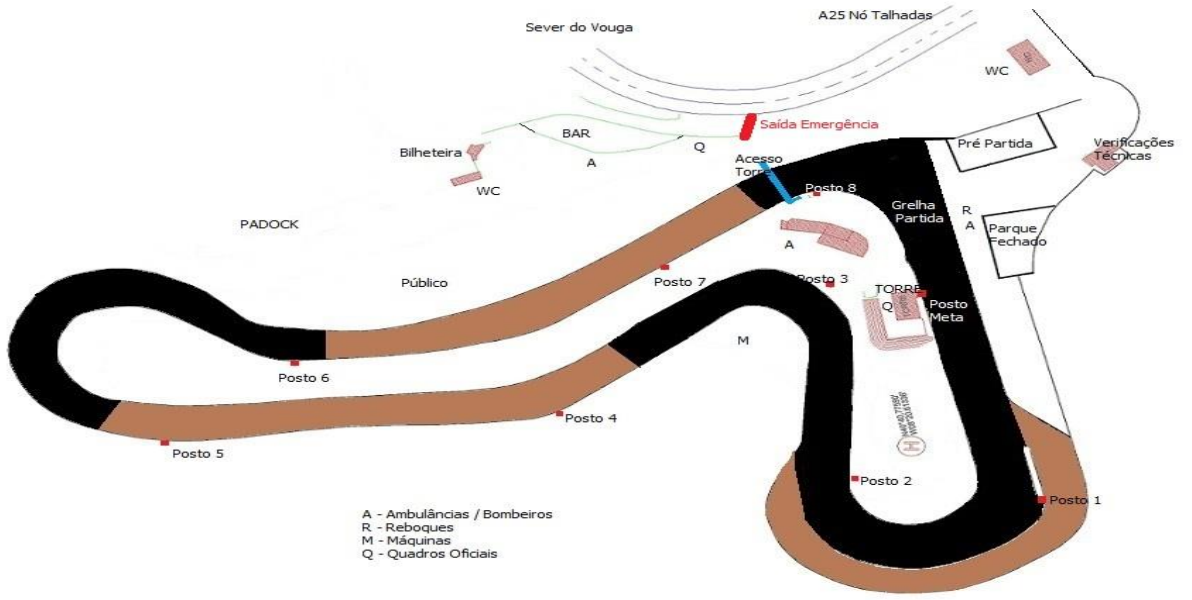 A25 Nó Talhadas
Sever do Vouga
WC
Saída Emergência
BAR
Pré Partida
Verificações
Técnicas
Bilheteira
A
Q
Acesso
Torre
WC
Posto 8
Grelha
Partida
R
A
Parque
Fechado
PADOCK
A
Público
Posto 7
Posto 3
TORRE
Q
Posto
Meta
M
Posto 6
Posto 4
Posto 5
H
Posto 2
Posto 1
A - Ambulâncias / Bombeiros
R - Reboques
M - Máquinas
Q - Quadros Oficiais